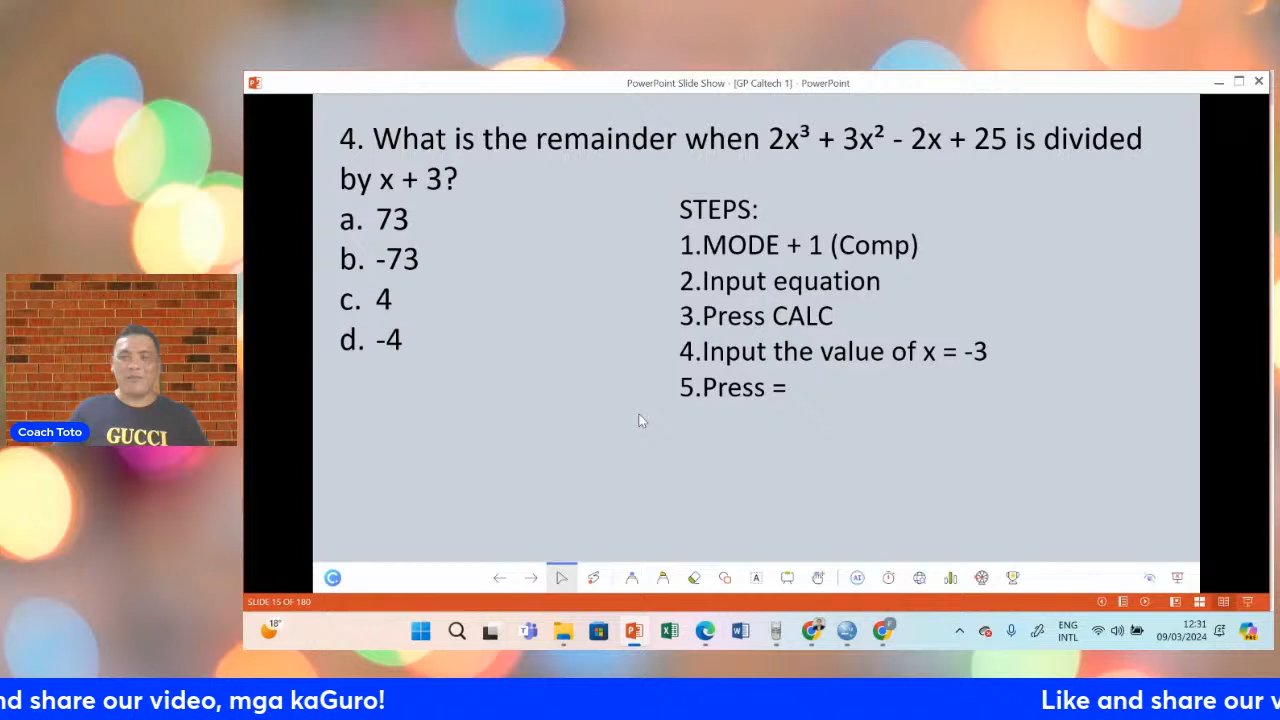 PowerPoint Slide Show - [GP Caltech 1] - PowerPoint
4. What is the remainder when 2x³ + 3x² - 2x + 25 is divided
by x + 3?
a. 73
b. -73
c. 4
d. -4
STEPS:
1.MODE + 1 (Comp)
2.Input equation
3.Press CALC
4.Input the value of x = -3
5.Press =
Coach Toto
GUCCI
SLIDE 15 OF 180
18°
ENG
INTL
12:31
09/03/2024
nd share our video, mga kaGuro!
Like and share our v